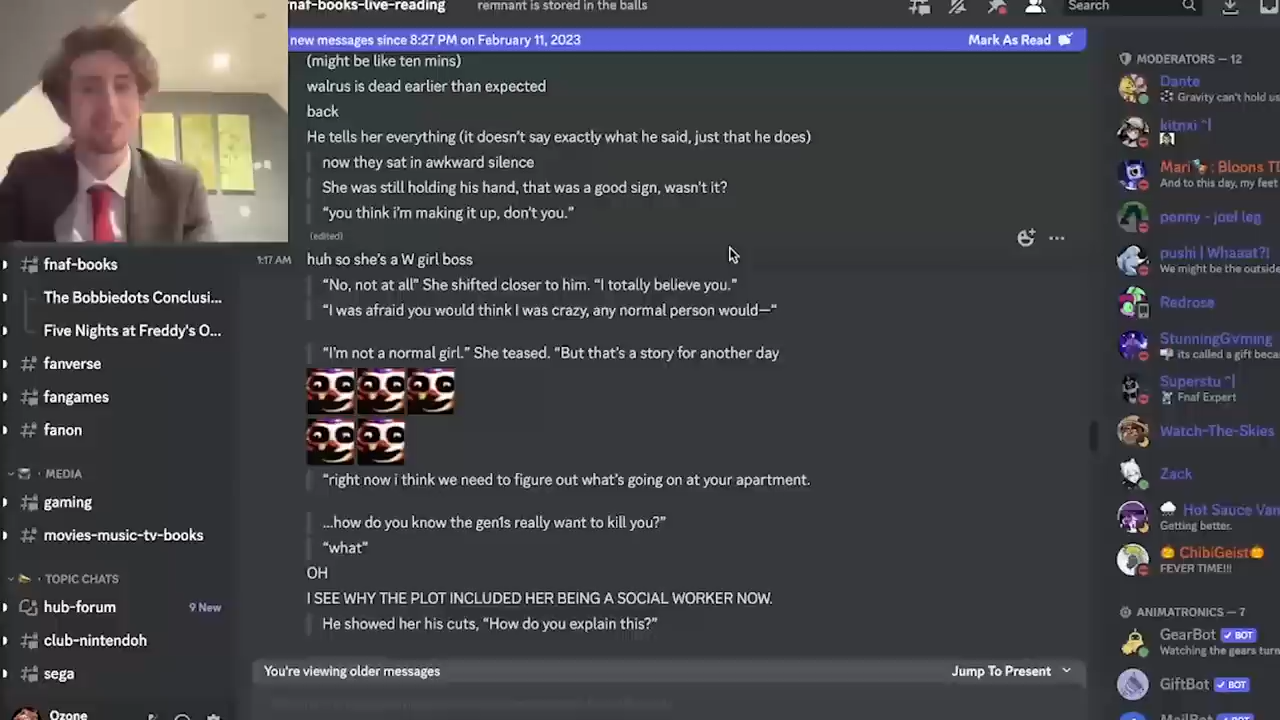 fnaf-books-live-reading
remnant is stored in the balls
Search
new messages since 8:27 PM on February 11, 2023
Mark As Read
(might be like ten mins)
walrus is dead earlier than expected
back
He tells her everything (it doesn't say exactly what he said, just that he does)
now they sat in awkward silence
She was still holding his hand, that was a good sign, wasn't it?
"you think i'm making it up, don't you."
(edited)
1:17 AM
huh so she's a W girl boss
"No, not at all" She shifted closer to him. "I totally believe you."
"I was afraid you would think I was crazy, any normal person would—"
"I'm not a normal girl." She teased. "But that's a story for another day
"right now i think we need to figure out what's going on at your apartment.
...how do you know the gen1s really want to kill you?"
"what"
OH
I SEE WHY THE PLOT INCLUDED HER BEING A SOCIAL WORKER NOW.
He showed her his cuts, "How do you explain this?"
You're viewing older messages
Jump To Present
fnaf-books
The Bobbiedots Conclusi...
Five Nights at Freddy's O...
fanverse
fangames
fanon
MEDIA
gaming
movies-music-tv-books
TOPIC CHATS
hub-forum
9 New
club-nintendoh
sega
Ozone
MODERATORS — 12
Dante
Gravity can't hold us
kitnxi ^|
Mari : Bloons TD
And to this day, my feet
penny - joel leg
pushi | Whaaat?!
We might be the outside
Redrose
StunningGvming
its called a gift beca
Superstu ^|
Fnaf Expert
Watch-The-Skies
Zack
Hot Sauce Van
Getting better.
ChibiGeist
FEVER TIME!!!
ANIMATRONICS — 7
GearBot
BOT
Watching the gears turn
GiftBot
BOT
MailBot